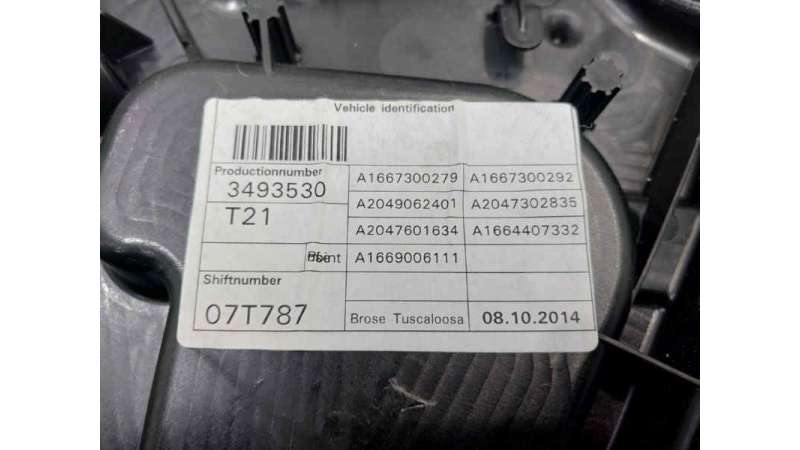 Vehicle identification
Productionnumber
3493530
T21
A1667300279 A1667300292
A2049062401 A2047302835
A2047601634 A1664407332
A1669006111
Shiftnumber
07T787
Brose Tuscaloosa 08.10.2014